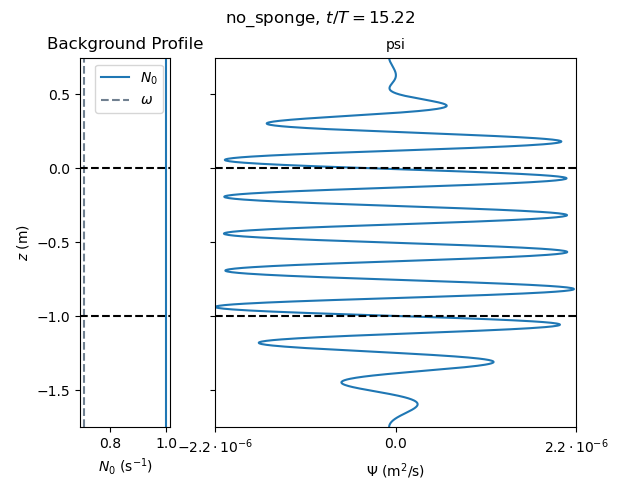 no_sponge, t/T = 15.22
Background Profile
psi
N₀
ω
0.5
0.0
−0.5
−1.0
−1.5
z (m)
0.8
1.0
N₀ (s⁻¹)
−2.2 · 10⁻⁶
0.0
2.2 · 10⁻⁶
Ψ (m²/s)